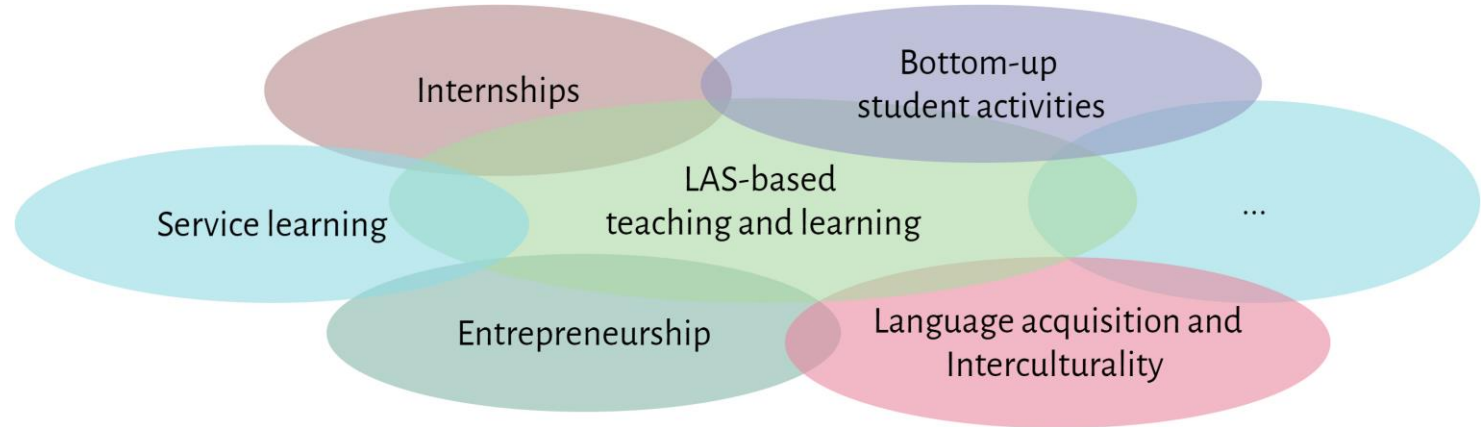 Internships
Bottom-up
student activities
LAS-based
teaching and learning
Service learning
...
Entrepreneurship
Language acquisition and
Interculturality